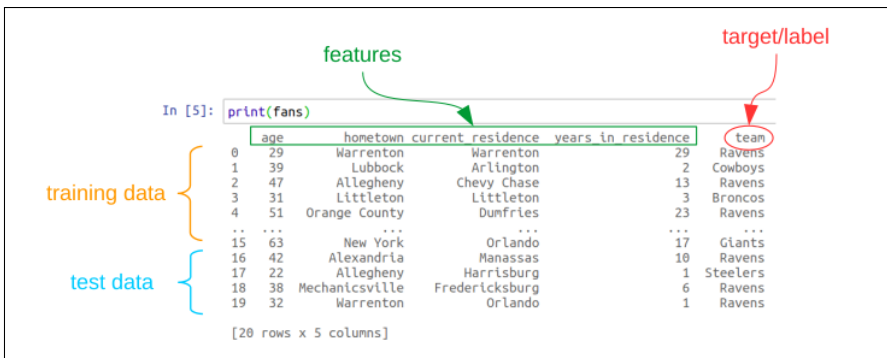 target/label
features
In [5]: print(fans)
age hometown current_residence years_in_residence team
0 29 Warrenton Warrenton 29 Ravens
1 39 Lubbock Arlington 2 Cowboys
2 47 Allegheny Chevy Chase 13 Ravens
training data
3 31 Littleton Littleton 3 Broncos
4 51 Orange County Dumfries 23 Ravens
.. ... ... ... ... ...
15 63 New York Orlando 17 Giants
16 42 Alexandria Manassas 10 Ravens
17 22 Allegheny Harrisburg 1 Steelers
test data
18 38 Mechanicsville Fredericksburg 6 Ravens
19 32 Warrenton Orlando 1 Ravens
[20 rows x 5 columns]